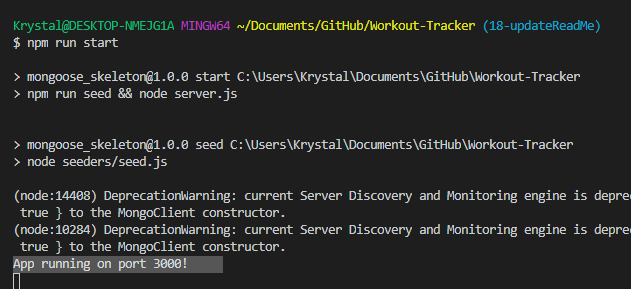 Krystal@DESKTOP-NMEJG1A MINGW64 ~/Documents/GitHub/Workout-Tracker (18-updateReadMe)
$ npm run start
> mongoose_skeleton@1.0.0 start C:\Users\Krystal\Documents\GitHub\Workout-Tracker
> npm run seed && node server.js
> mongoose_skeleton@1.0.0 seed C:\Users\Krystal\Documents\GitHub\Workout-Tracker
> node seeders/seed.js
(node:14408) DeprecationWarning: current Server Discovery and Monitoring engine is depre
true } to the MongoClient constructor.
(node:10284) DeprecationWarning: current Server Discovery and Monitoring engine is depre
true } to the MongoClient constructor.
App running on port 3000!